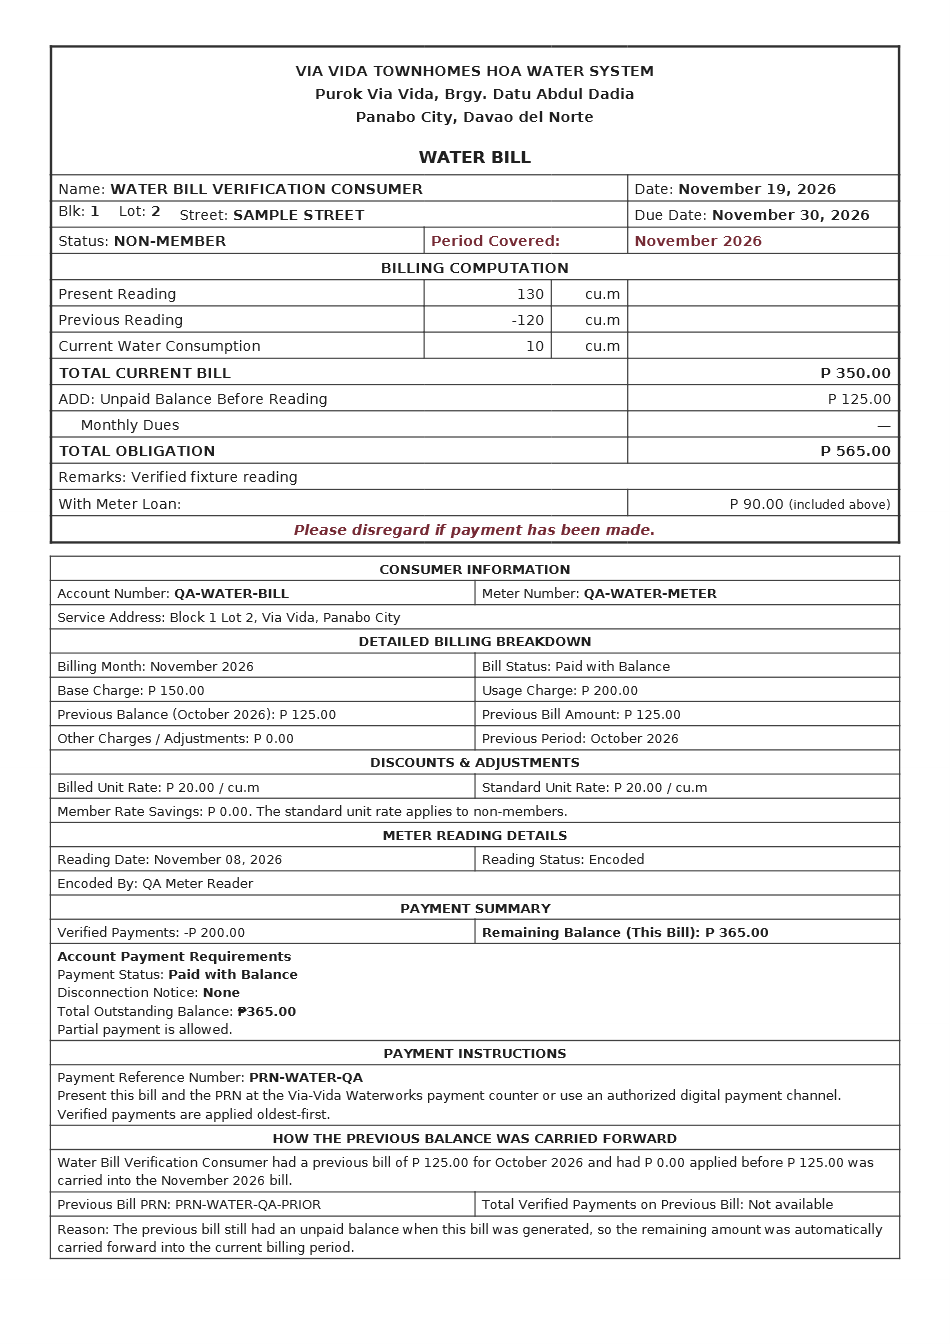 VIA VIDA TOWNHOMES HOA WATER SYSTEM
Purok Via Vida, Brgy. Datu Abdul Dadia
Panabo City, Davao del Norte
WATER BILL
Name: WATER BILL VERIFICATION CONSUMER Date: November 19, 2026
Blk: 1 Lot: 2 Street: SAMPLE STREET Due Date: November 30, 2026
Status: NON-MEMBER Period Covered: November 2026
BILLING COMPUTATION
Present Reading 130 cu.m
Previous Reading -120 cu.m
Current Water Consumption 10 cu.m
TOTAL CURRENT BILL P 350.00
ADD: Unpaid Balance Before Reading P 125.00
Monthly Dues —
TOTAL OBLIGATION P 565.00
Remarks: Verified fixture reading
With Meter Loan: P 90.00 (included above)
Please disregard if payment has been made.
CONSUMER INFORMATION
Account Number: QA-WATER-BILL Meter Number: QA-WATER-METER
Service Address: Block 1 Lot 2, Via Vida, Panabo City
DETAILED BILLING BREAKDOWN
Billing Month: November 2026 Bill Status: Paid with Balance
Base Charge: P 150.00 Usage Charge: P 200.00
Previous Balance (October 2026): P 125.00 Previous Bill Amount: P 125.00
Other Charges / Adjustments: P 0.00 Previous Period: October 2026
DISCOUNTS & ADJUSTMENTS
Billed Unit Rate: P 20.00 / cu.m Standard Unit Rate: P 20.00 / cu.m
Member Rate Savings: P 0.00. The standard unit rate applies to non-members.
METER READING DETAILS
Reading Date: November 08, 2026 Reading Status: Encoded
Encoded By: QA Meter Reader
PAYMENT SUMMARY
Verified Payments: -P 200.00 Remaining Balance (This Bill): P 365.00
Account Payment Requirements
Payment Status: Paid with Balance
Disconnection Notice: None
Total Outstanding Balance: ₱365.00
Partial payment is allowed.
PAYMENT INSTRUCTIONS
Payment Reference Number: PRN-WATER-QA
Present this bill and the PRN at the Via-Vida Waterworks payment counter or use an authorized digital payment channel.
Verified payments are applied oldest-first.
HOW THE PREVIOUS BALANCE WAS CARRIED FORWARD
Water Bill Verification Consumer had a previous bill of P 125.00 for October 2026 and had P 0.00 applied before P 125.00 was
carried into the November 2026 bill.
Previous Bill PRN: PRN-WATER-QA-PRIOR Total Verified Payments on Previous Bill: Not available
Reason: The previous bill still had an unpaid balance when this bill was generated, so the remaining amount was automatically
carried forward into the current billing period.